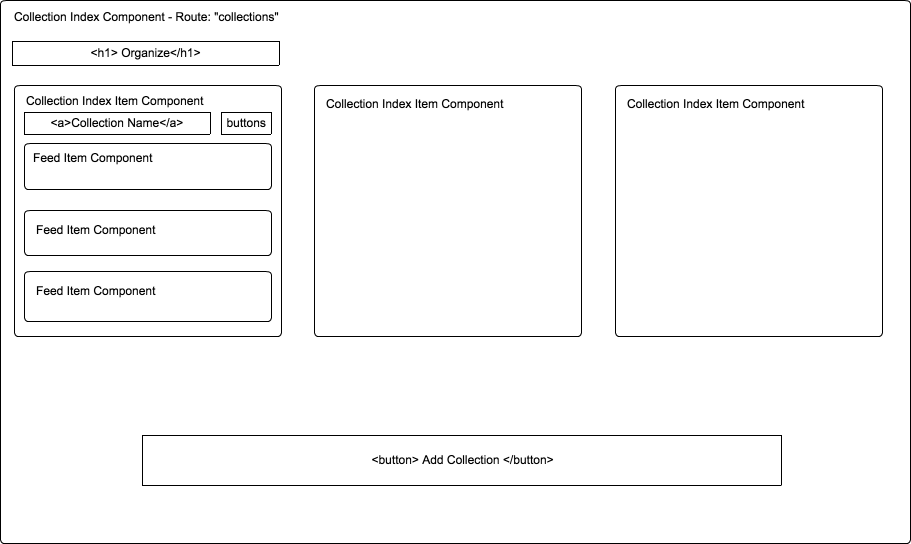 Collection Index Component - Route: "collections"
<h1> Organize</h1>
Collection Index Item Component
<a>Collection Name</a>
buttons
Feed Item Component
Feed Item Component
Feed Item Component
Collection Index Item Component
Collection Index Item Component
<button> Add Collection </button>